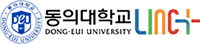 동의대학교 LINC+
DONG-EUI UNIVERSITY